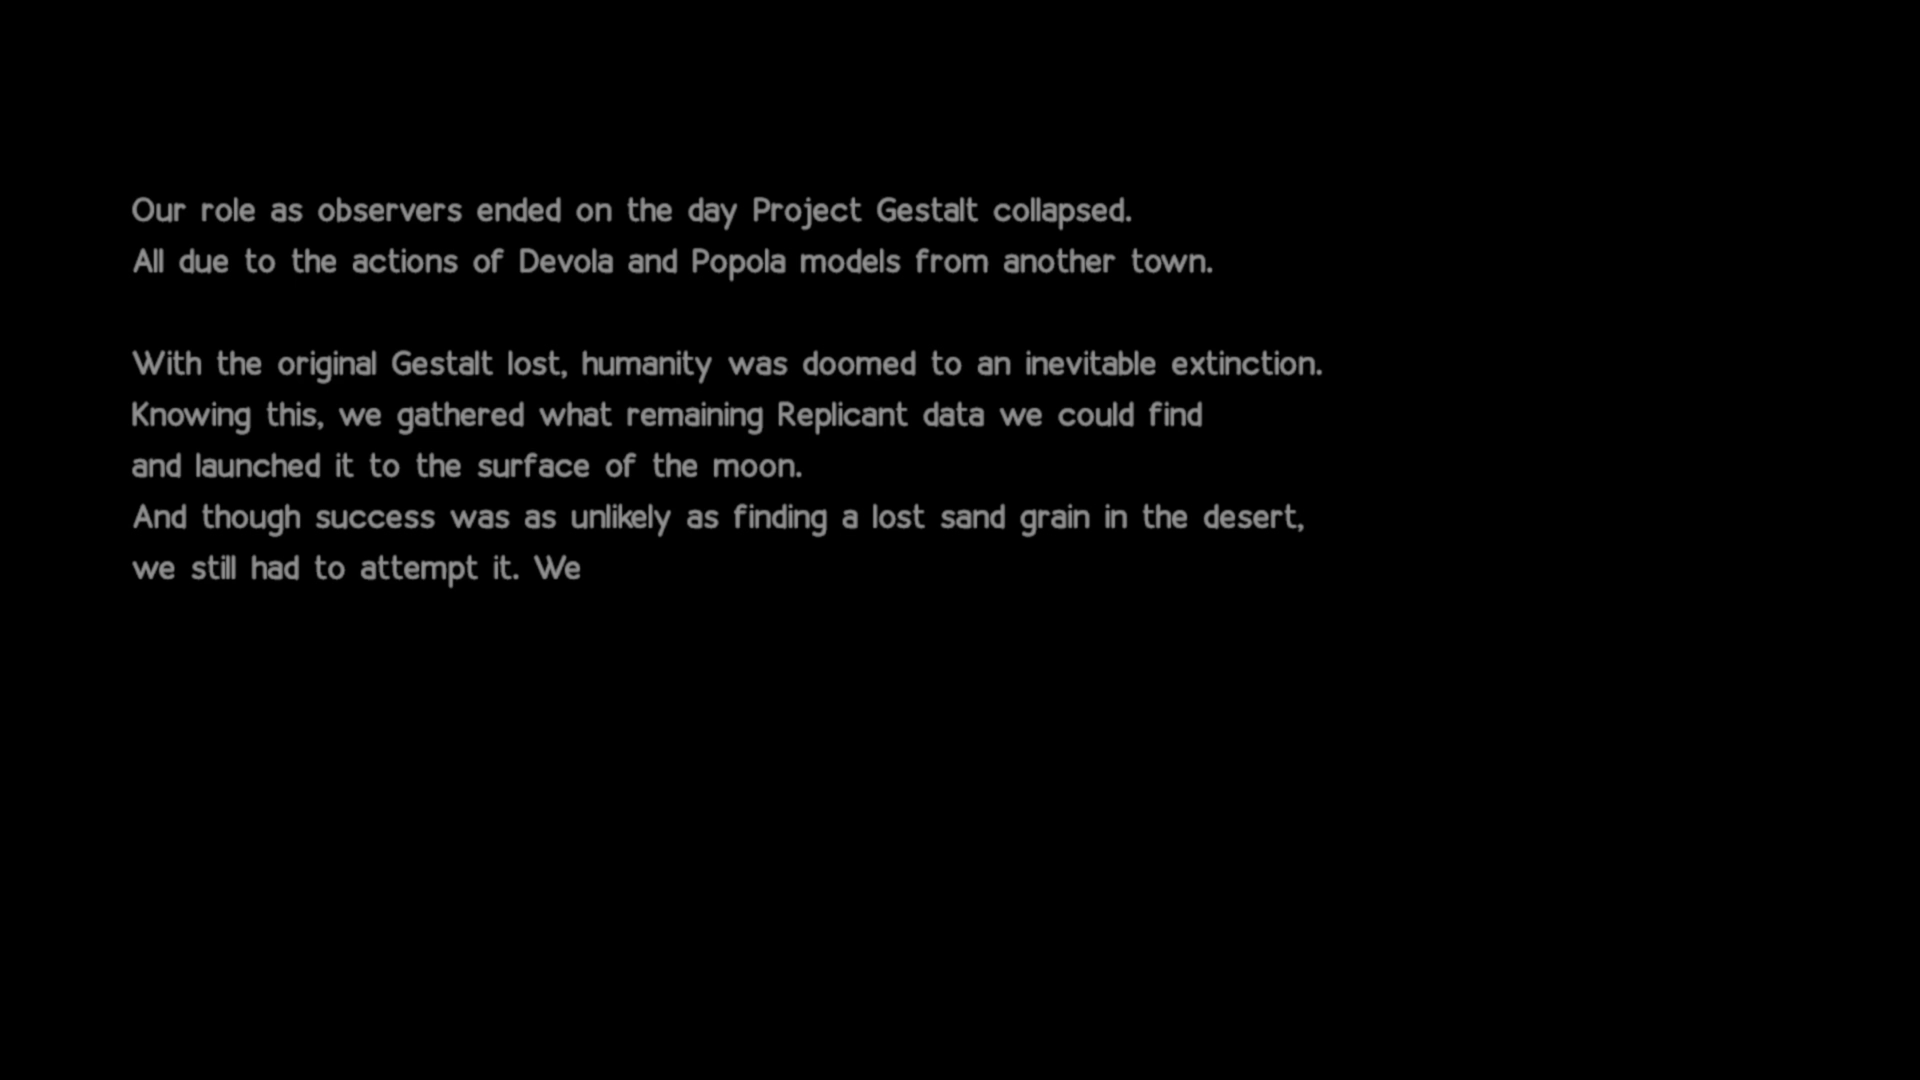 Our role as observers ended on the day Project Gestalt collapsed.
All due to the actions of Devola and Popola models from another town.
With the original Gestalt lost, humanity was doomed to an inevitable extinction.
Knowing this, we gathered what remaining Replicant data we could find
and launched it to the surface of the moon.
And though success was as unlikely as finding a lost sand grain in the desert,
we still had to attempt it. We